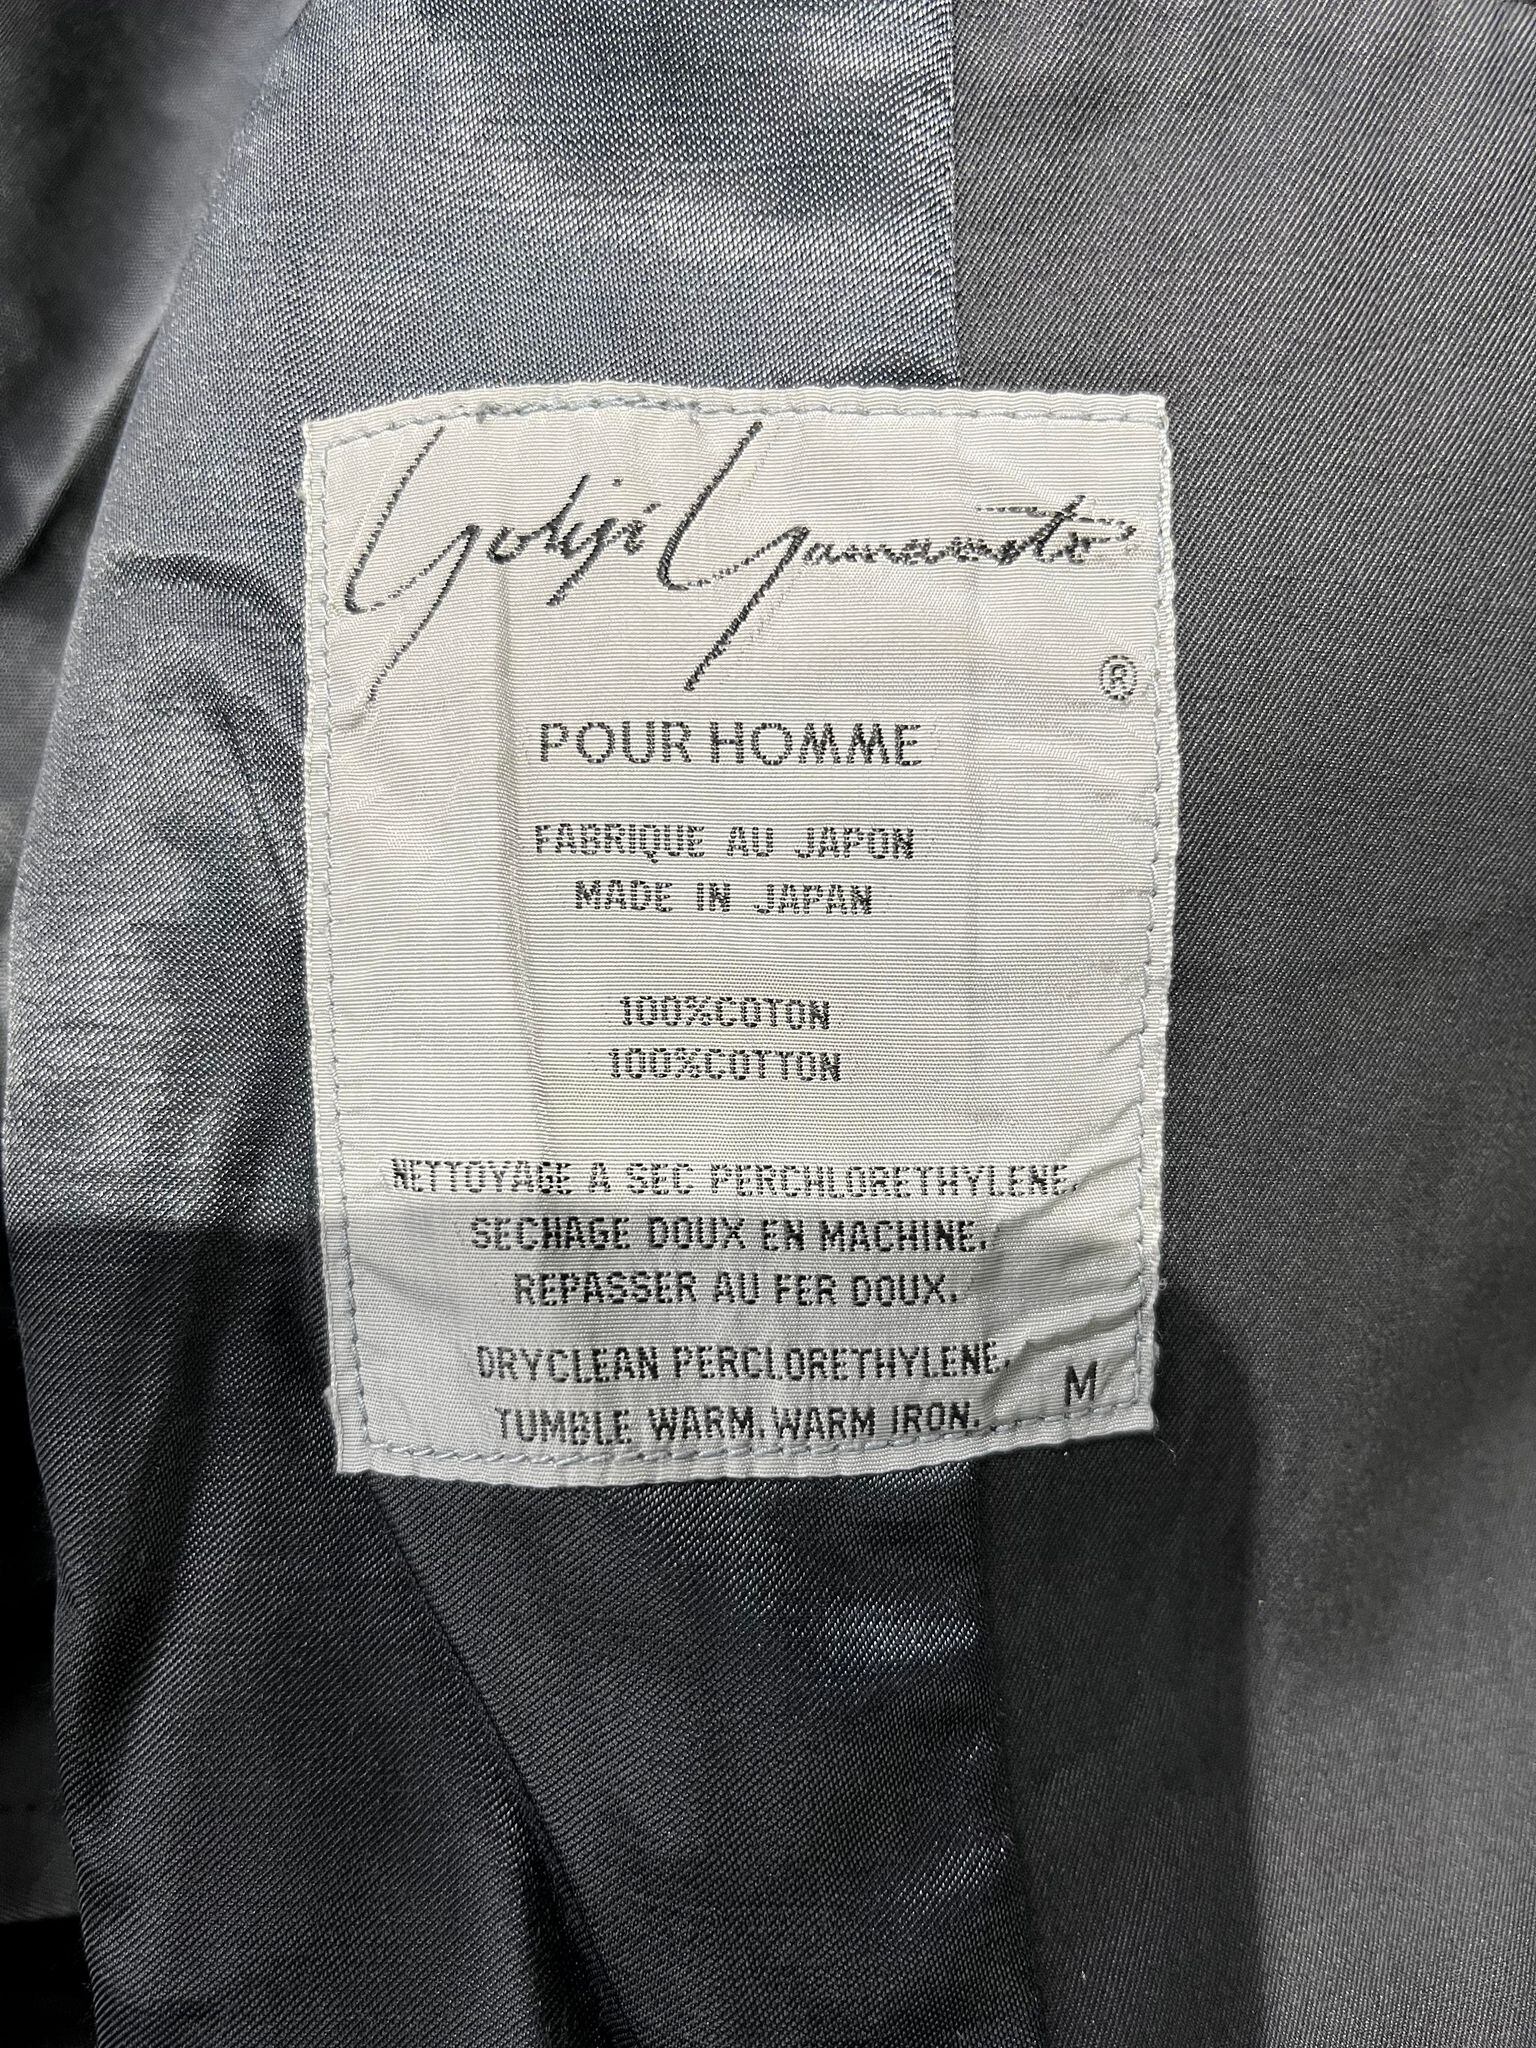 Yohji Yamamoto
®
POUR HOMME
FABRIQUE AU JAPON
MADE IN JAPAN
100%COTON
100%COTTON
NETTOYAGE A SEC PERCHLORETHYLENE.
SECHAGE DOUX EN MACHINE.
REPASSER AU FER DOUX.
DRYCLEAN PERCLORETHYLENE.
TUMBLE WARM.WARM IRON.
M